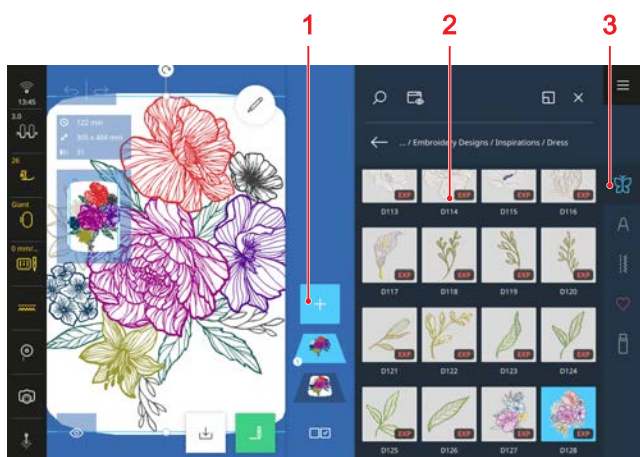 1 2 3
13:45
3.0
26
Giant
0 mm/...
122 min
305 x 404 mm
31
1
... / Embroidery Designs / Inspirations / Dress
EXP EXP EXP EXP
D113 D114 D115 D116
EXP EXP EXP EXP
D117 D118 D119 D120
EXP EXP EXP EXP
D121 D122 D123 D124
EXP EXP EXP EXP
D125 D126 D127 D128
A